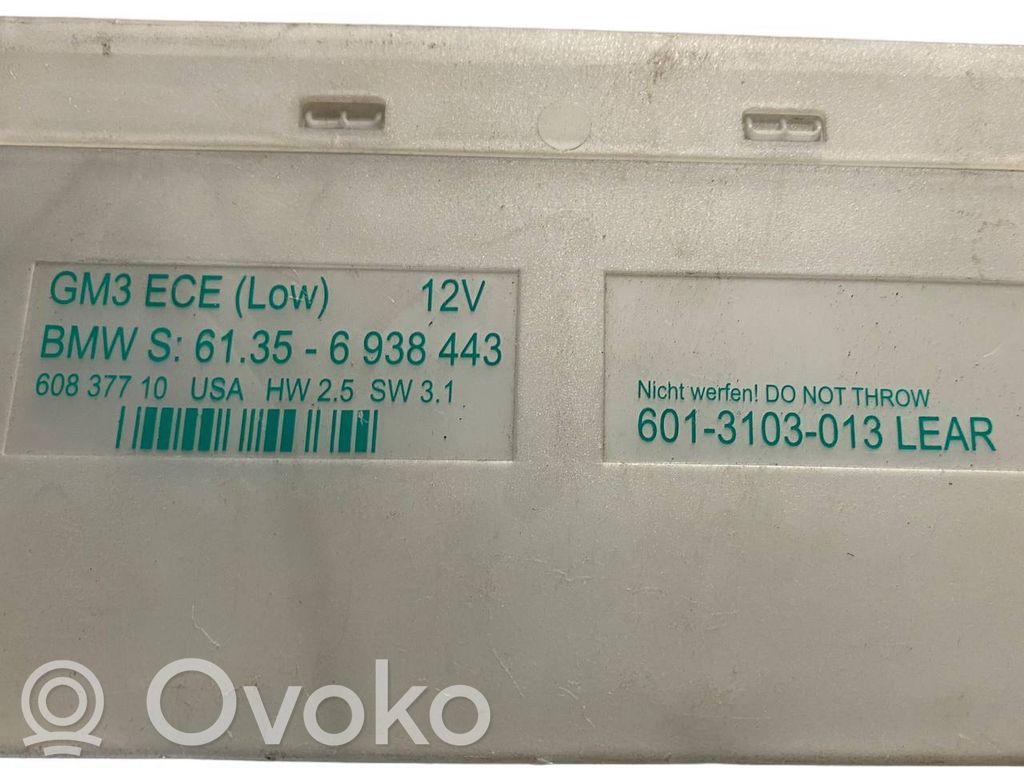 GM3 ECE (Low) 12V
BMW S: 61.35 - 6 938 443
608 377 10 USA HW 2.5 SW 3.1
Nicht werfen! DO NOT THROW
601-3103-013 LEAR
Ovoko